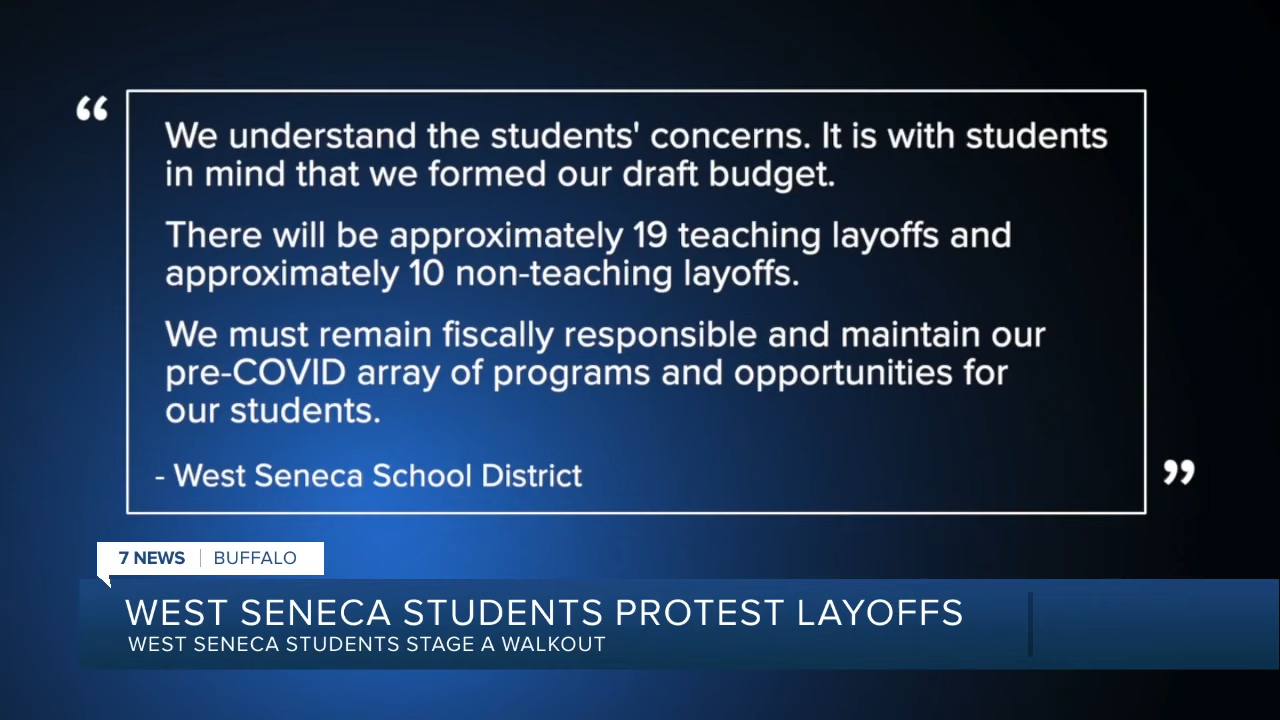 “
We understand the students' concerns. It is with students
in mind that we formed our draft budget.
There will be approximately 19 teaching layoffs and
approximately 10 non-teaching layoffs.
We must remain fiscally responsible and maintain our
pre-COVID array of programs and opportunities for
our students.
- West Seneca School District
”
7 NEWS | BUFFALO
WEST SENECA STUDENTS PROTEST LAYOFFS
WEST SENECA STUDENTS STAGE A WALKOUT